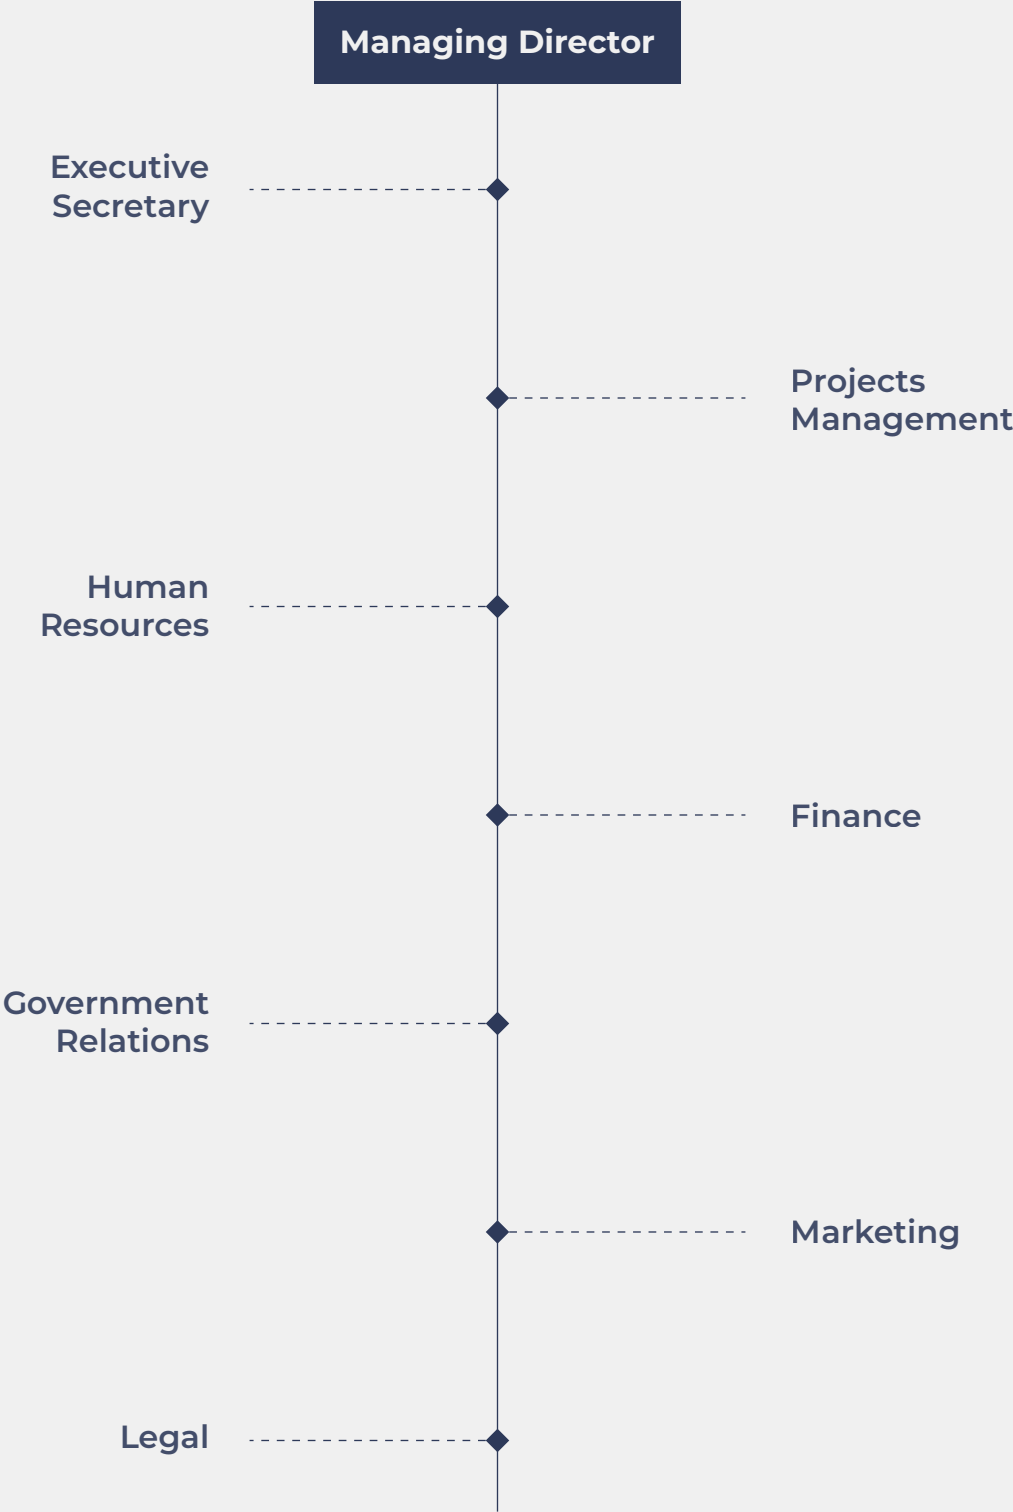 Managing Director
Executive
Secretary
Projects
Management
Human
Resources
Finance
Government
Relations
Marketing
Legal